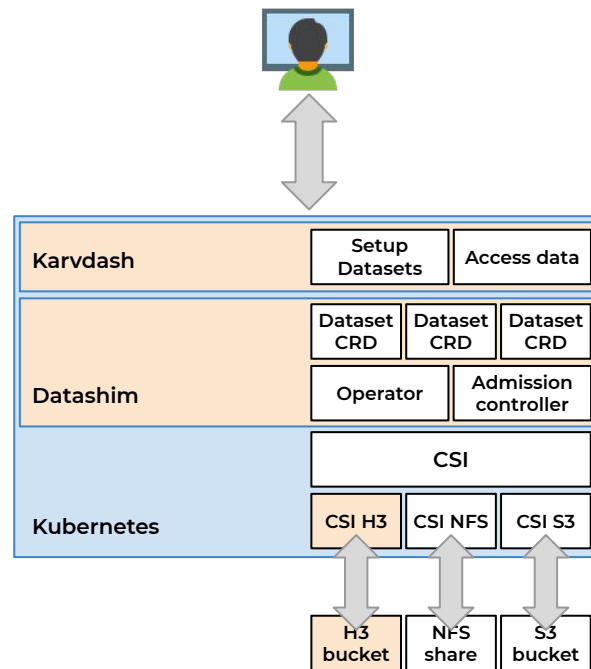 Karvdash
Setup
Datasets
Access data
Dataset
CRD
Dataset
CRD
Dataset
CRD
Datashim
Operator
Admission
controller
CSI
Kubernetes
CSI H3
CSI NFS
CSI S3
H3
bucket
NFS
share
S3
bucket